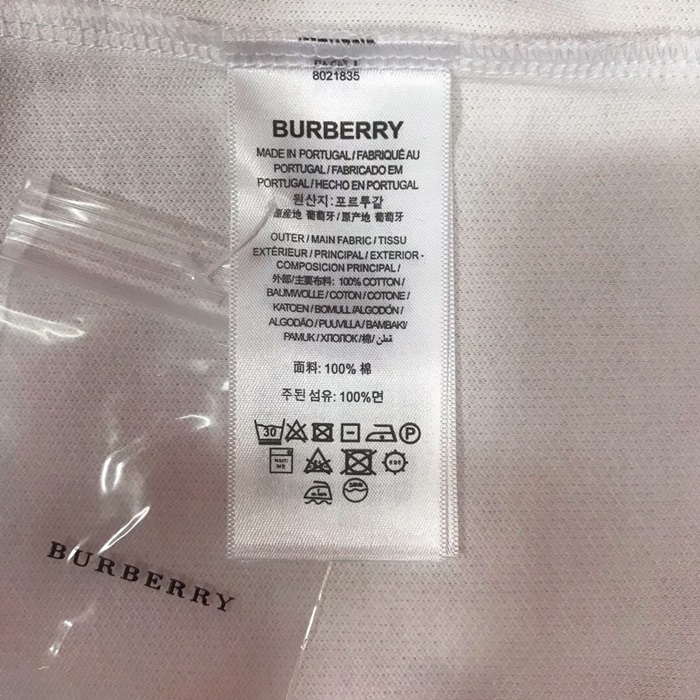 8021835
BURBERRY
MADE IN PORTUGAL / FABRIQUÉ AU
PORTUGAL / FABRICADO EM
PORTUGAL / HECHO EN PORTUGAL
원산지: 포르투갈
原産地 葡萄牙 / 原产地 葡萄牙
OUTER / MAIN FABRIC / TISSU
EXTÉRIEUR / PRINCIPAL / EXTERIOR -
COMPOSICION PRINCIPAL /
外部/主要布料: 100% COTTON /
BAUMWOLLE / COTON / COTONE /
KATOEN / BOMULL /ALGODÓN /
ALGODÃO / PUUVILLA / BAMBAKI/
PAMUK / ХЛОПОК /棉/ قطن
面料: 100% 棉
주된 섬유: 100%면
30
P
BURBERRY